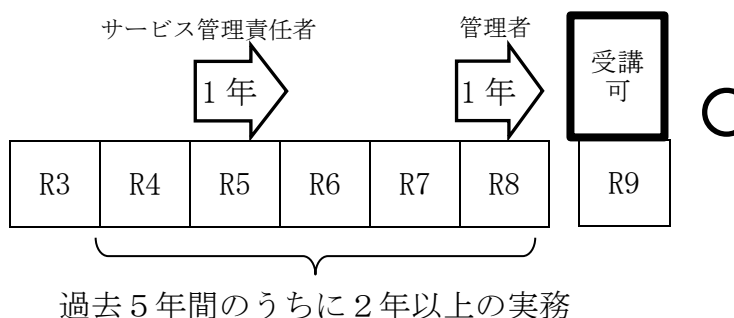 サービス管理責任者
管理者
1年
1年
受講
可
R3 R4 R5 R6 R7 R8 R9
過去5年間のうちに2年以上の実務